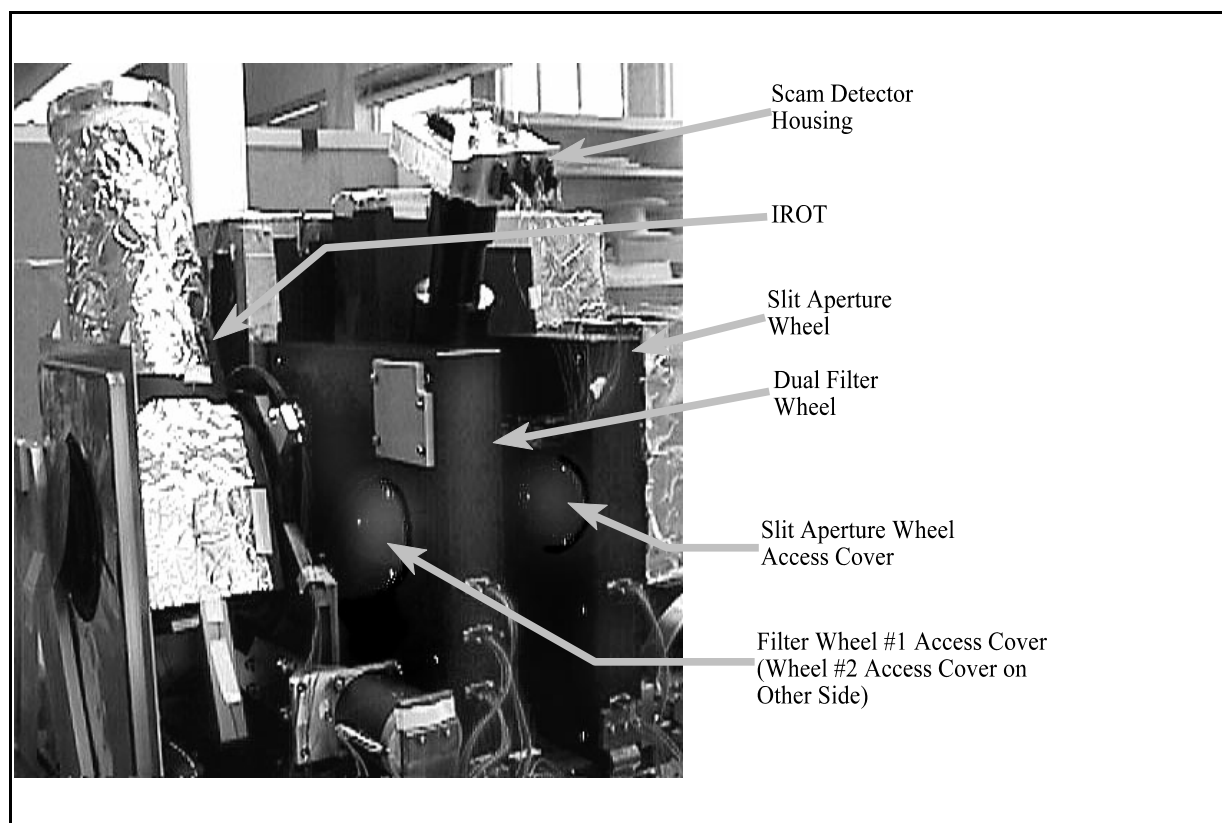 Scam Detector
Housing
IROT
Slit Aperture
Wheel
Dual Filter
Wheel
Slit Aperture Wheel
Access Cover
Filter Wheel #1 Access Cover
(Wheel #2 Access Cover on
Other Side)